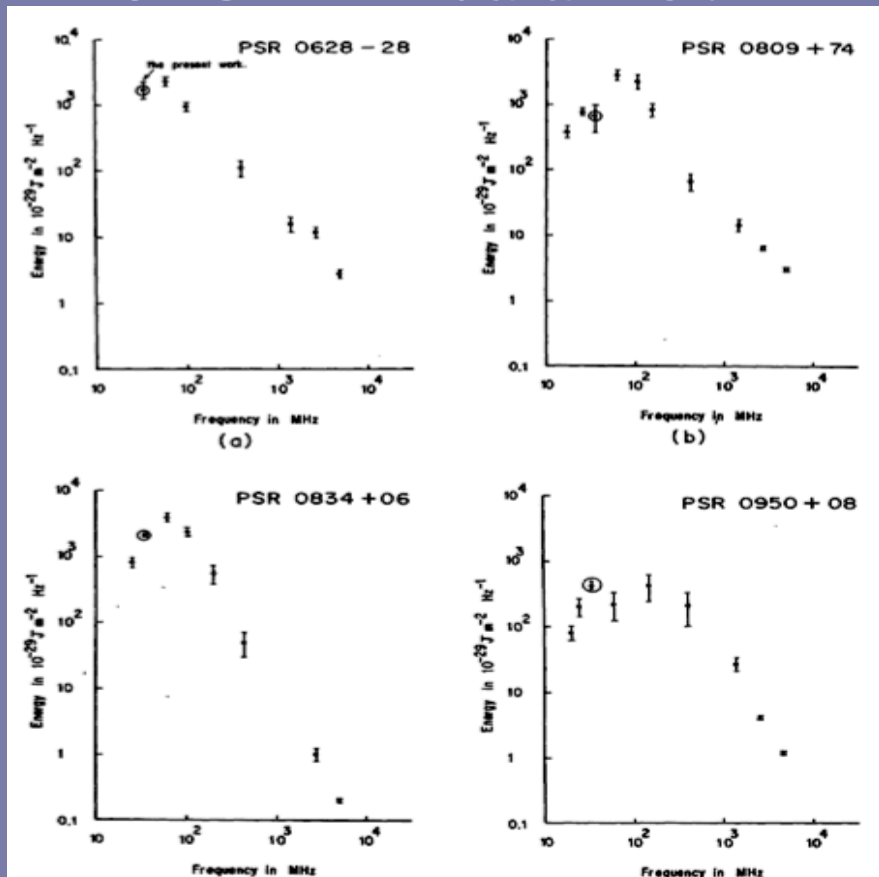 PSR 0628-28
The present work.
10⁴
10³
10²
10
1
0.1
Energy in 10⁻²⁹ J m⁻² Hz⁻¹
10
10²
10³
10⁴
Frequency in MHz
(a)
PSR 0809+74
10⁴
10³
10²
10
1
0.1
Energy in 10⁻²⁹ J m⁻² Hz⁻¹
10
10²
10³
10⁴
Frequency in MHz
(b)
PSR 0834+06
10⁴
10³
10²
10
1
0.1
Energy in 10⁻²⁹ J m⁻² Hz⁻¹
10
10²
10³
10⁴
Frequency in MHz
PSR 0950+08
10⁴
10³
10²
10
1
0.1
Energy in 10⁻²⁹ J m⁻² Hz⁻¹
10
10²
10³
10⁴
Frequency in MHz